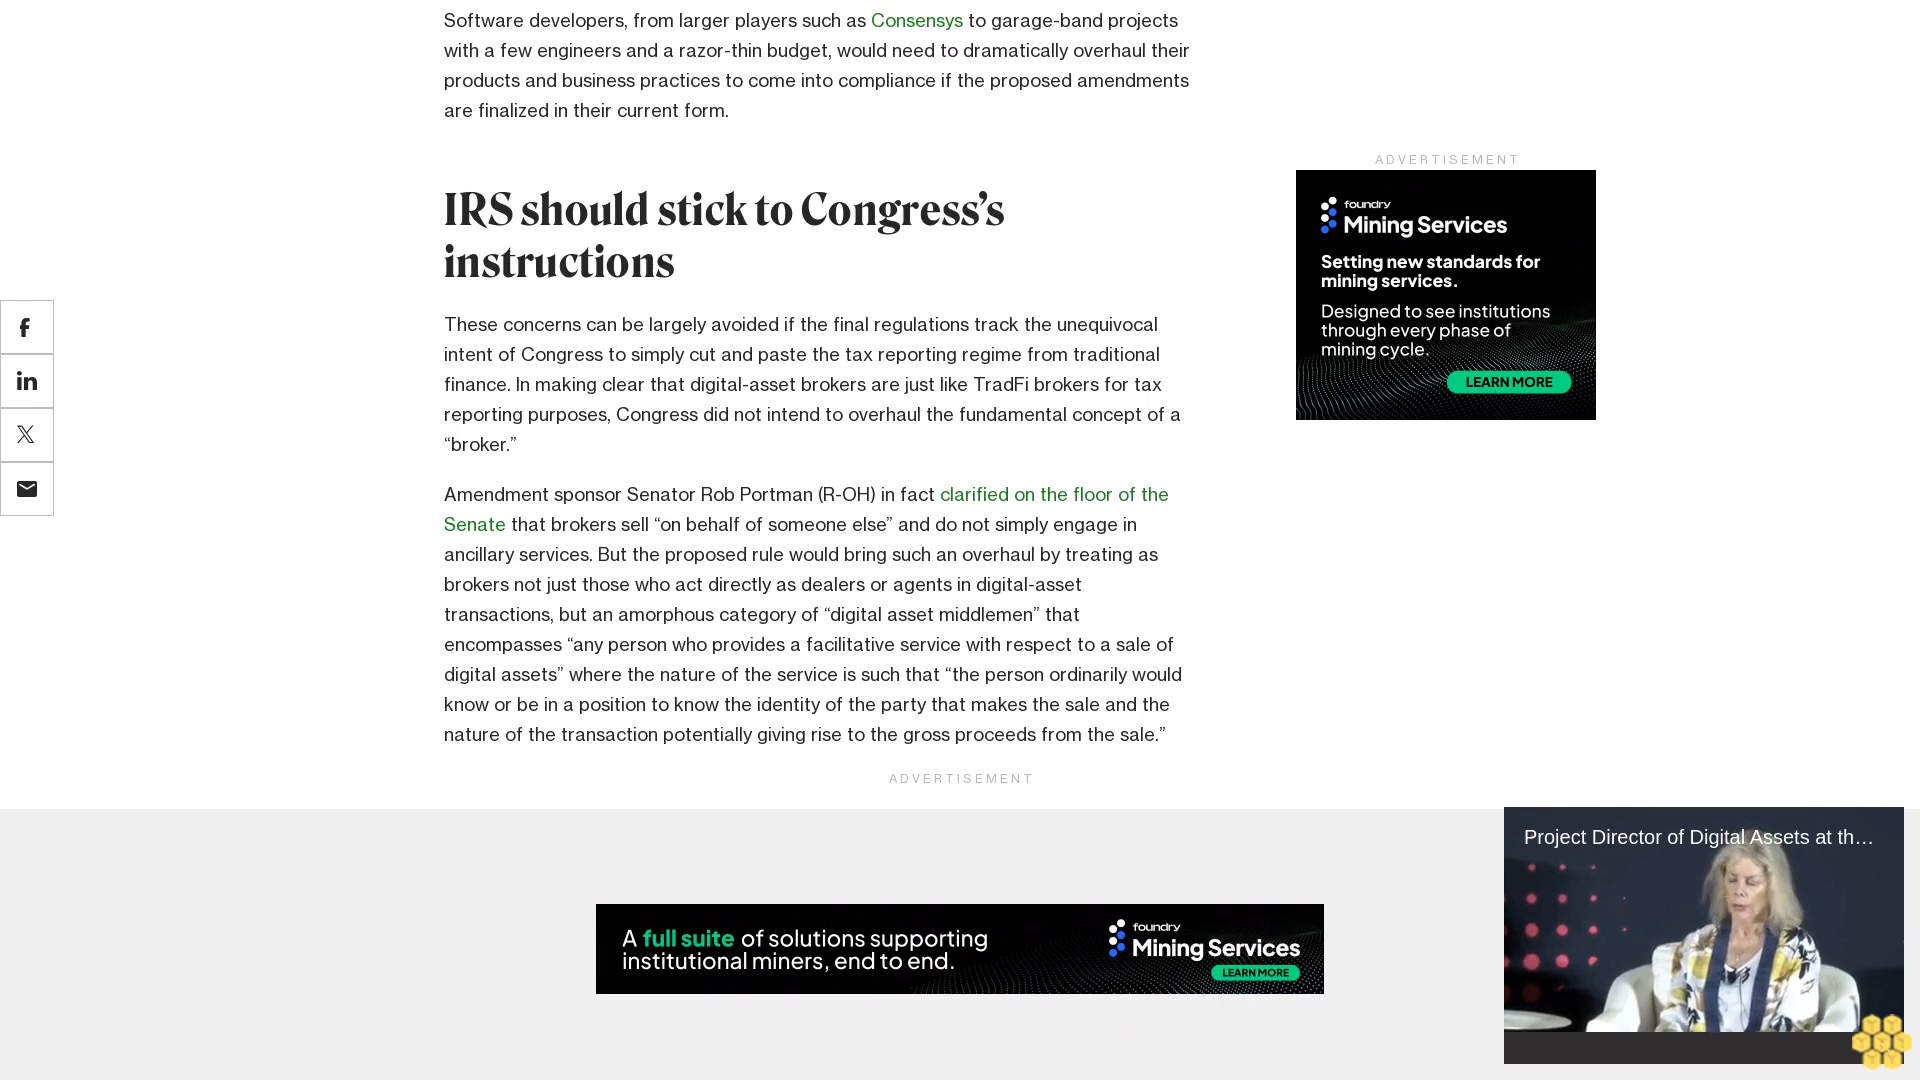 Software developers, from larger players such as Consensys to garage-band projects
with a few engineers and a razor-thin budget, would need to dramatically overhaul their
products and business practices to come into compliance if the proposed amendments
are finalized in their current form.
IRS should stick to Congress’s
instructions
These concerns can be largely avoided if the final regulations track the unequivocal
intent of Congress to simply cut and paste the tax reporting regime from traditional
finance. In making clear that digital-asset brokers are just like TradFi brokers for tax
reporting purposes, Congress did not intend to overhaul the fundamental concept of a
“broker.”
Amendment sponsor Senator Rob Portman (R-OH) in fact clarified on the floor of the
Senate that brokers sell “on behalf of someone else” and do not simply engage in
ancillary services. But the proposed rule would bring such an overhaul by treating as
brokers not just those who act directly as dealers or agents in digital-asset
transactions, but an amorphous category of “digital asset middlemen” that
encompasses “any person who provides a facilitative service with respect to a sale of
digital assets” where the nature of the service is such that “the person ordinarily would
know or be in a position to know the identity of the party that makes the sale and the
nature of the transaction potentially giving rise to the gross proceeds from the sale.”
ADVERTISEMENT
foundry
Mining Services
Setting new standards for
mining services.
Designed to see institutions
through every phase of
mining cycle.
LEARN MORE
ADVERTISEMENT
A full suite of solutions supporting
institutional miners, end to end.
foundry
Mining Services
LEARN MORE
Project Director of Digital Assets at th…